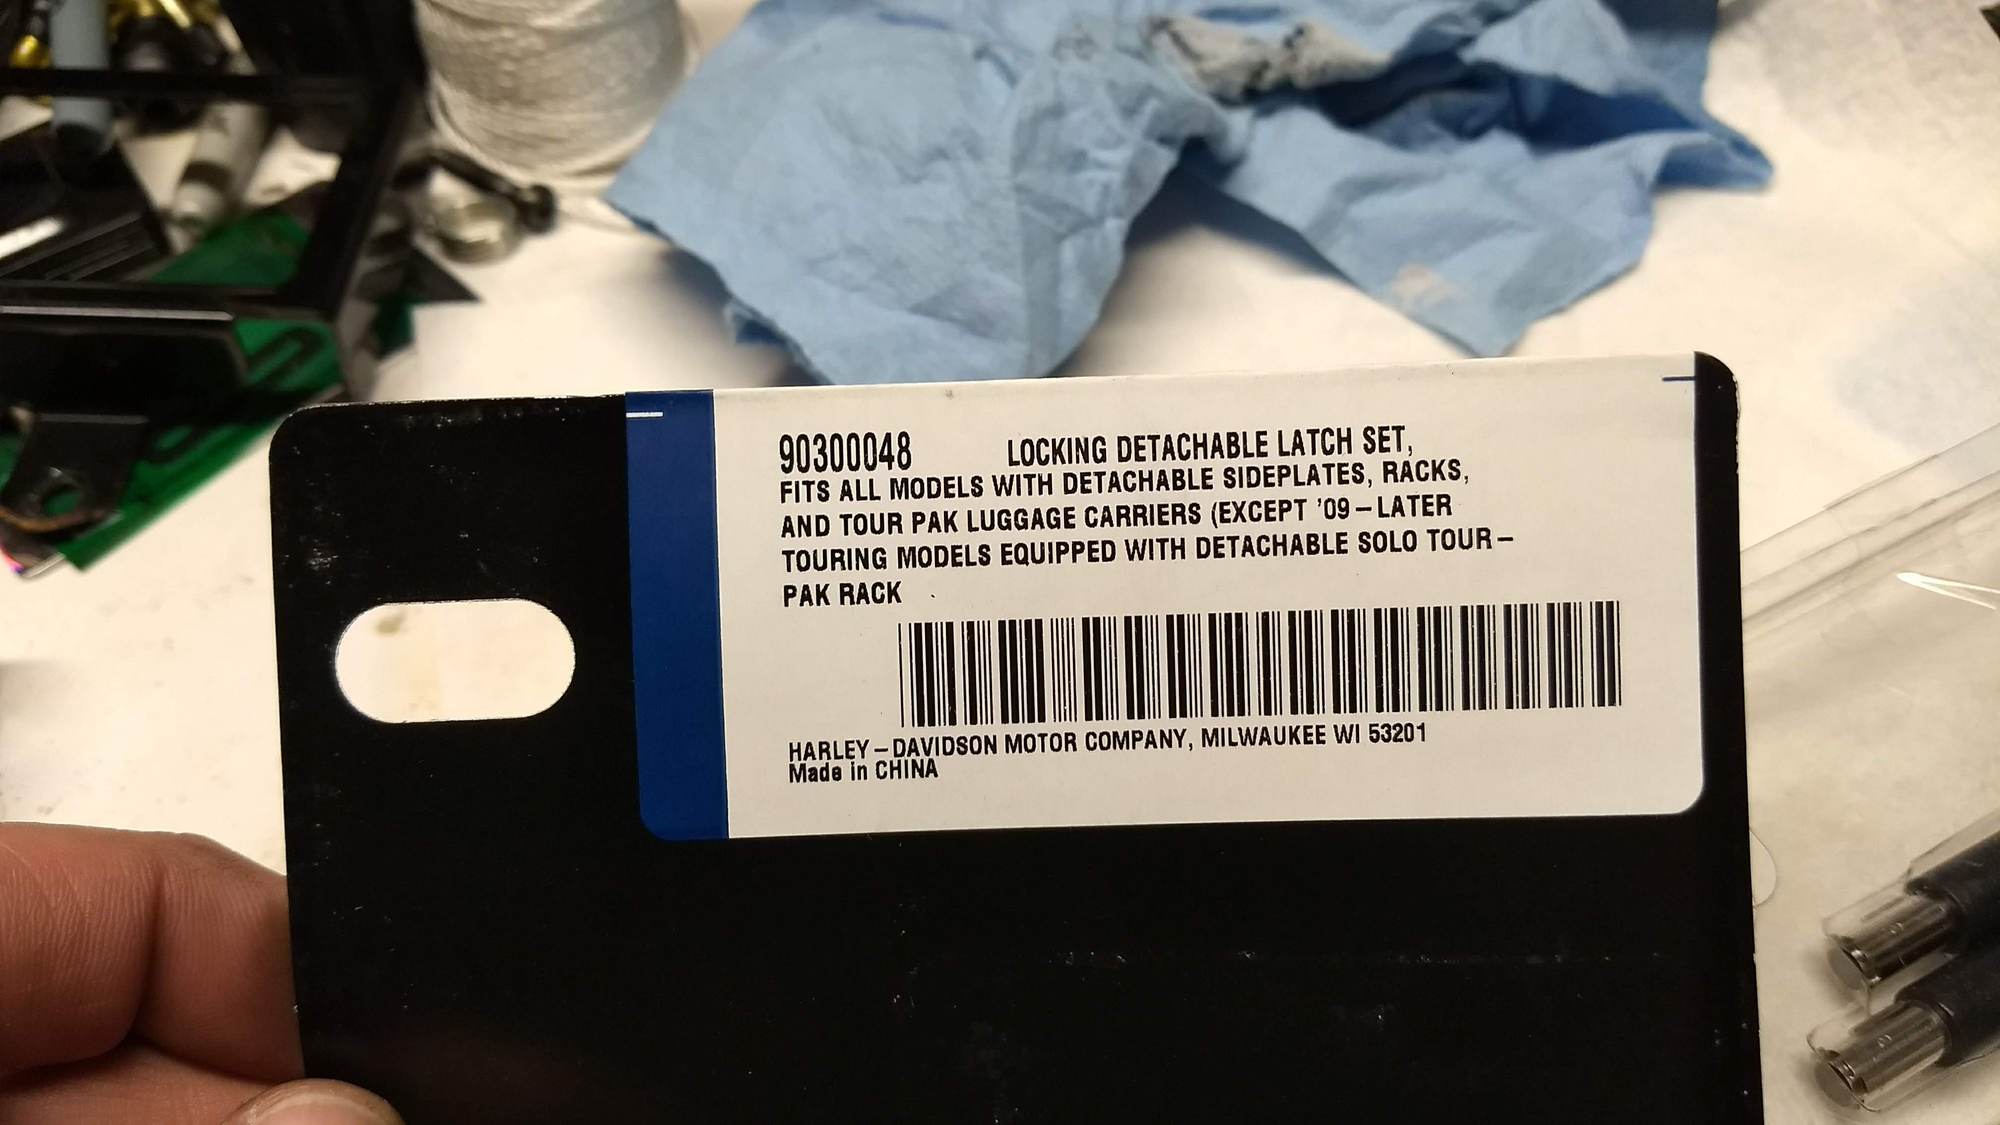 90300048 LOCKING DETACHABLE LATCH SET,
FITS ALL MODELS WITH DETACHABLE SIDEPLATES, RACKS,
AND TOUR PAK LUGGAGE CARRIERS (EXCEPT '09-LATER
TOURING MODELS EQUIPPED WITH DETACHABLE SOLO TOUR-
PAK RACK
HARLEY-DAVIDSON MOTOR COMPANY, MILWAUKEE WI 53201
Made in CHINA